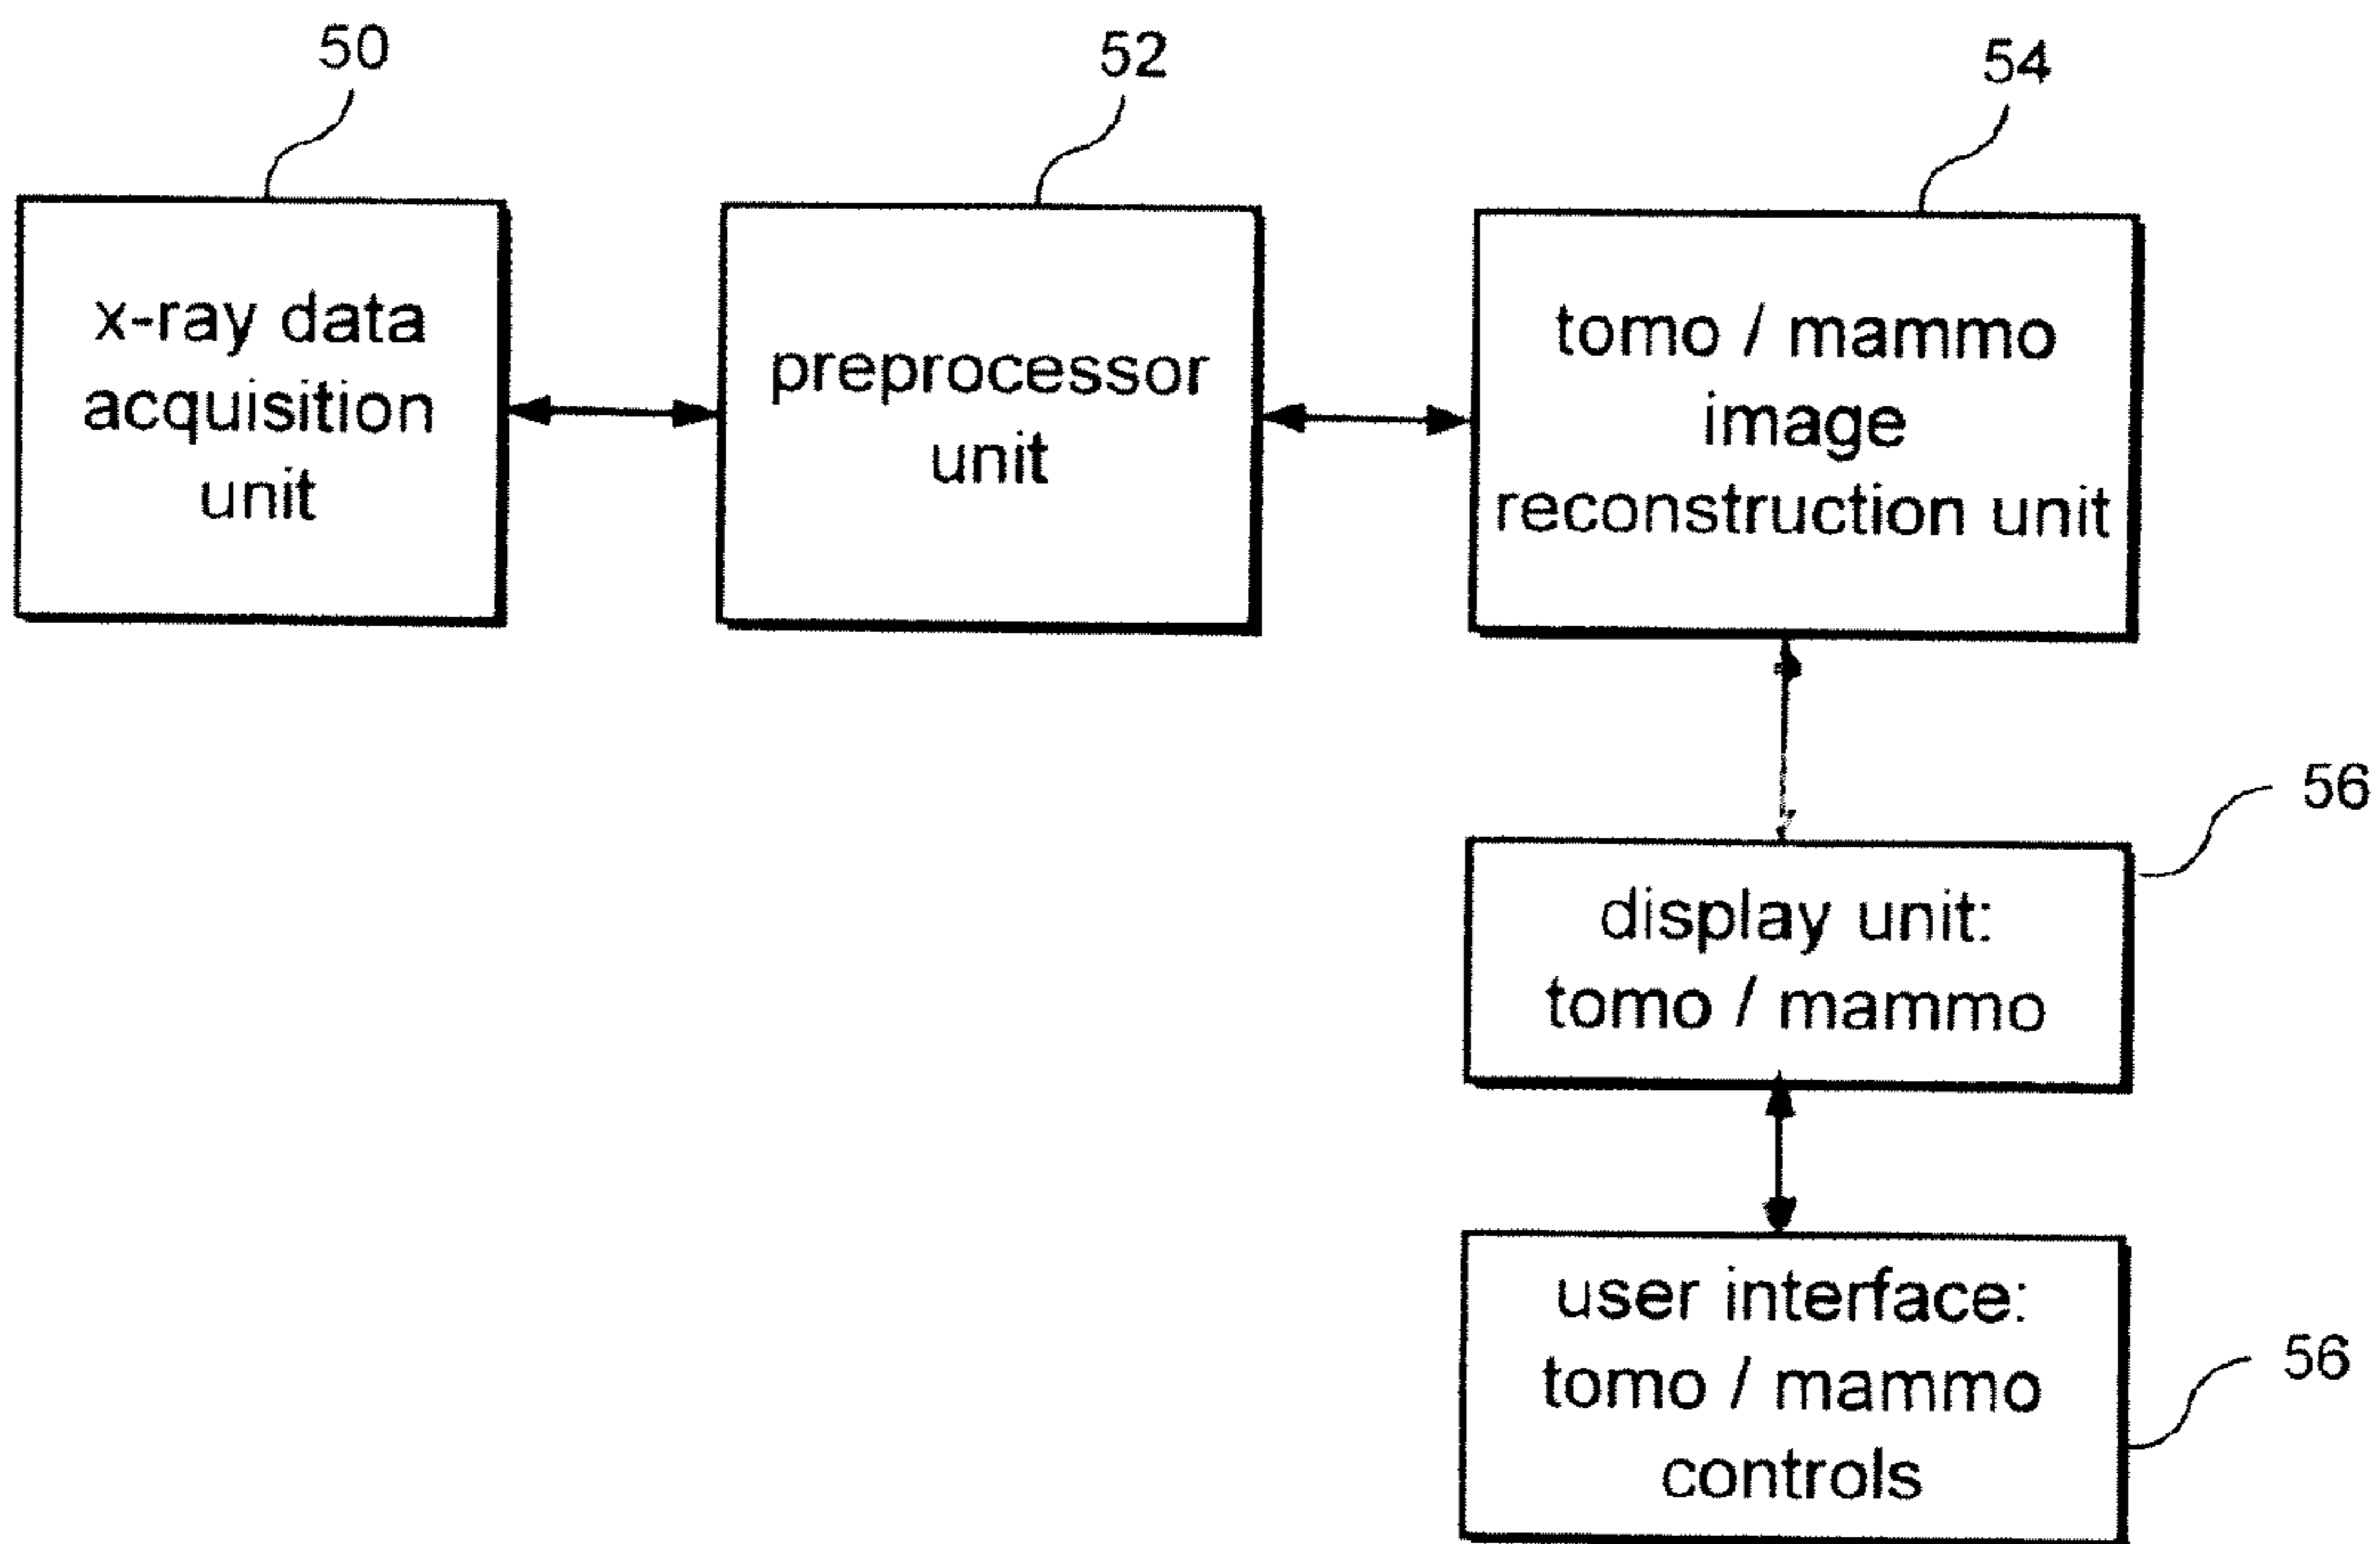 50
52
54
x-ray data
acquisition
unit
preprocessor
unit
tomo / mammo
image
reconstruction unit
56
display unit:
tomo / mammo
user interface:
tomo / mammo
controls
56